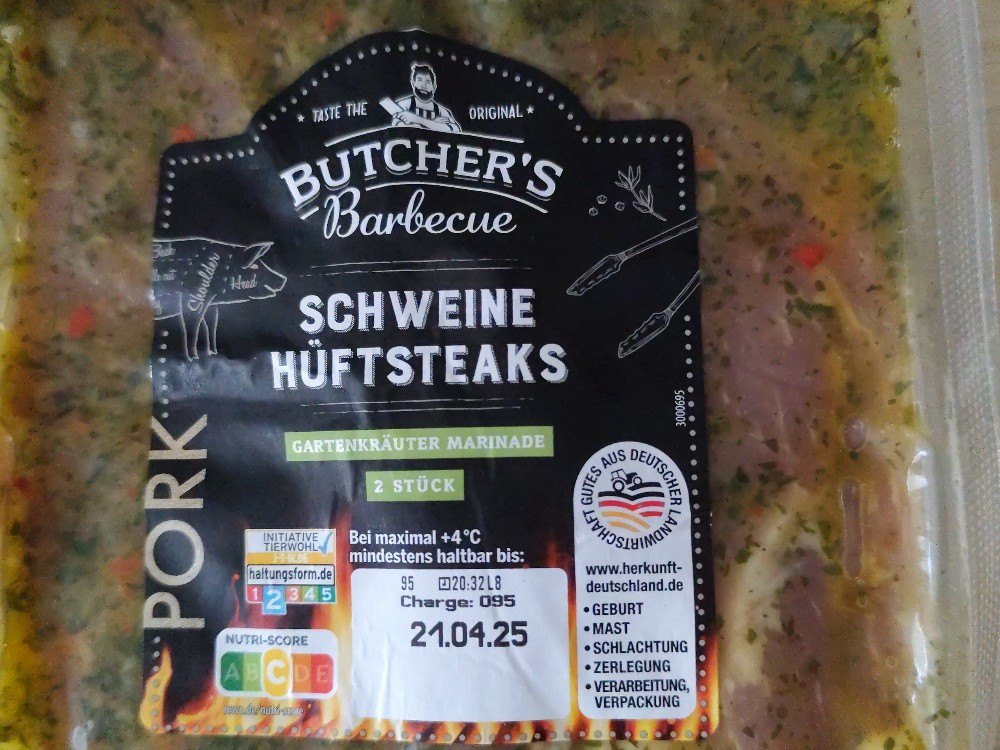 TASTE THE ORIGINAL
BUTCHER'S
Barbecue
Shoulder
Head
SCHWEINE
HÜFTSTEAKS
GARTENKRÄUTER MARINADE
2 STÜCK
PORK
3000695
INITIATIVE
TIERWOHL
haltungsform.de
1 2 3 4 5
NUTRI-SCORE
A B C D E
Bei maximal +4°C
mindestens haltbar bis:
95 20:32 L8
Charge: 095
21.04.25
GUTES AUS DEUTSCHER LANDWIRTSCHAFT
www.herkunft-
deutschland.de
• GEBURT
• MAST
• SCHLACHTUNG
• ZERLEGUNG
• VERARBEITUNG,
VERPACKUNG